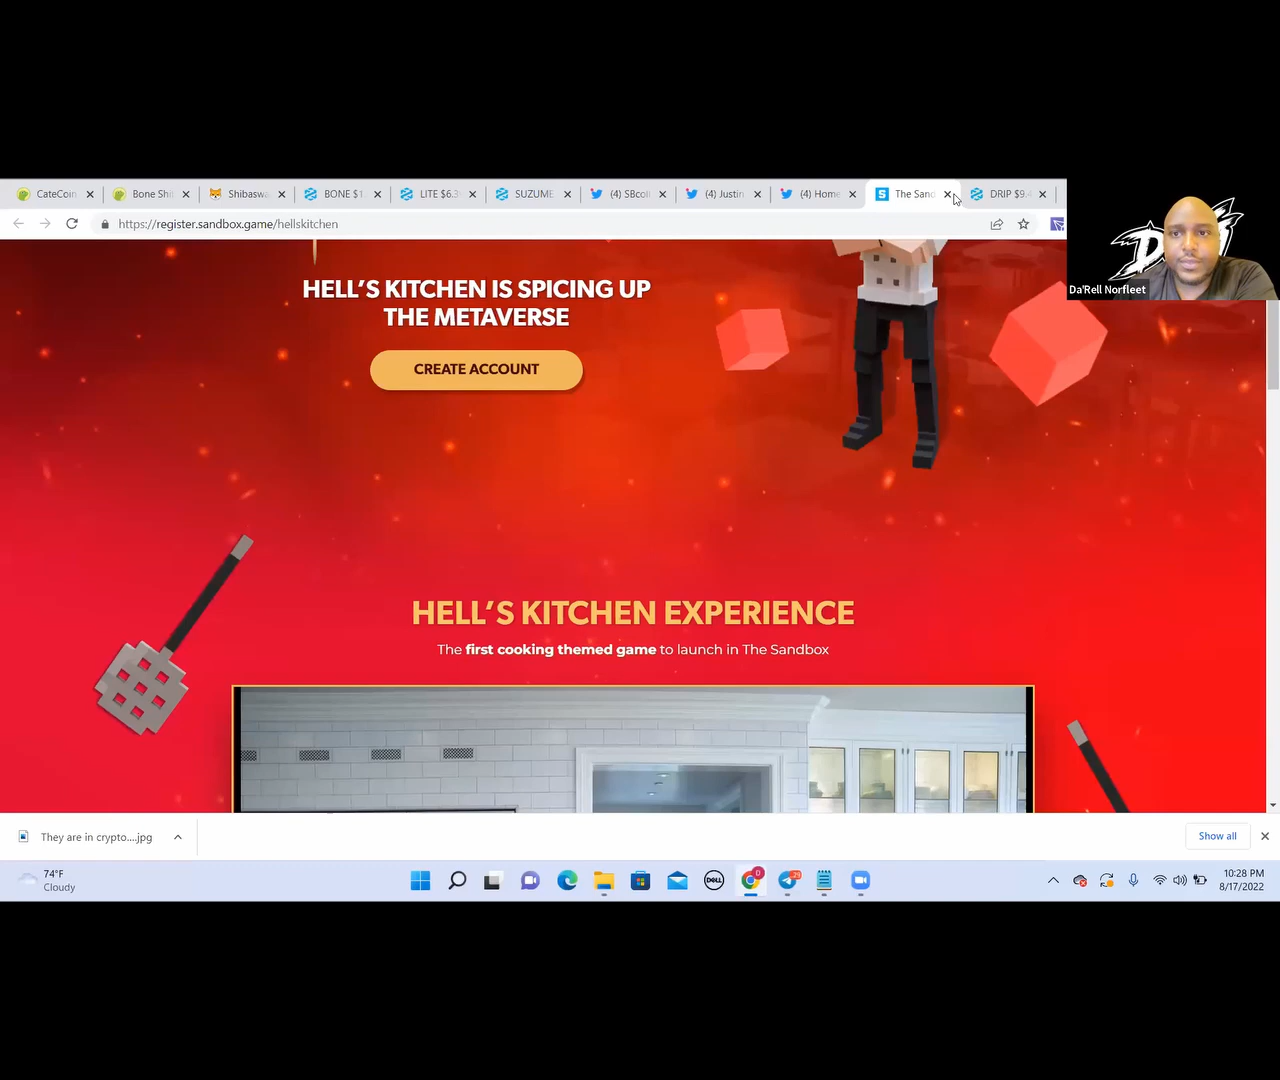 CateCoin
Bone Shi
Shibaswa
BONE $1
LITE $6.3
SUZUME
(4) SBcoi
(4) Justin
(4) Home
The Sand
DRIP $9.4
https://register.sandbox.game/hellskitchen
Da'Rell Norfleet
HELL'S KITCHEN IS SPICING UP
THE METAVERSE
CREATE ACCOUNT
HELL'S KITCHEN EXPERIENCE
The first cooking themed game to launch in The Sandbox
They are in crypto....jpg
Show all
74°F
Cloudy
DELL
10:28 PM
8/17/2022